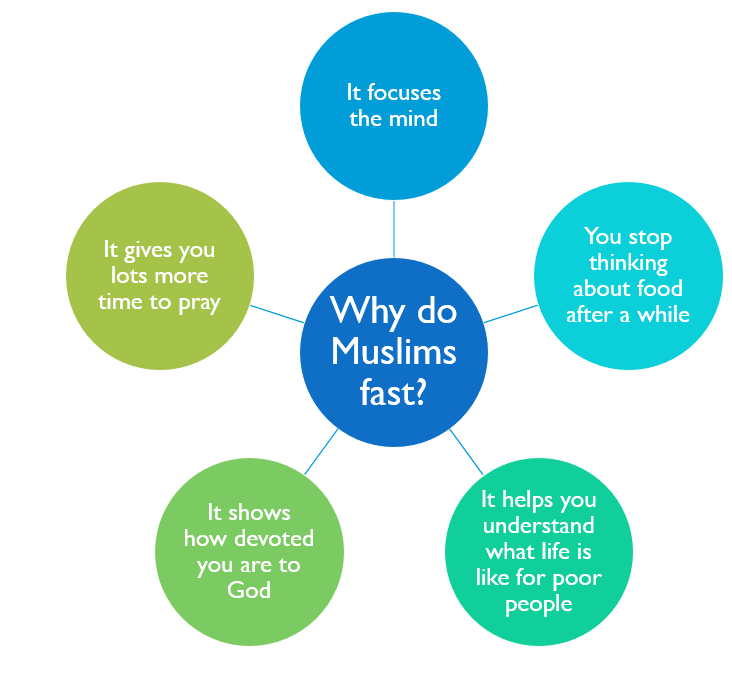 It focuses
the mind
You stop
thinking
about food
after a while
It gives you
lots more
time to pray
Why do
Muslims
fast?
It helps you
understand
what life is
like for poor
people
It shows
how devoted
you are to
God